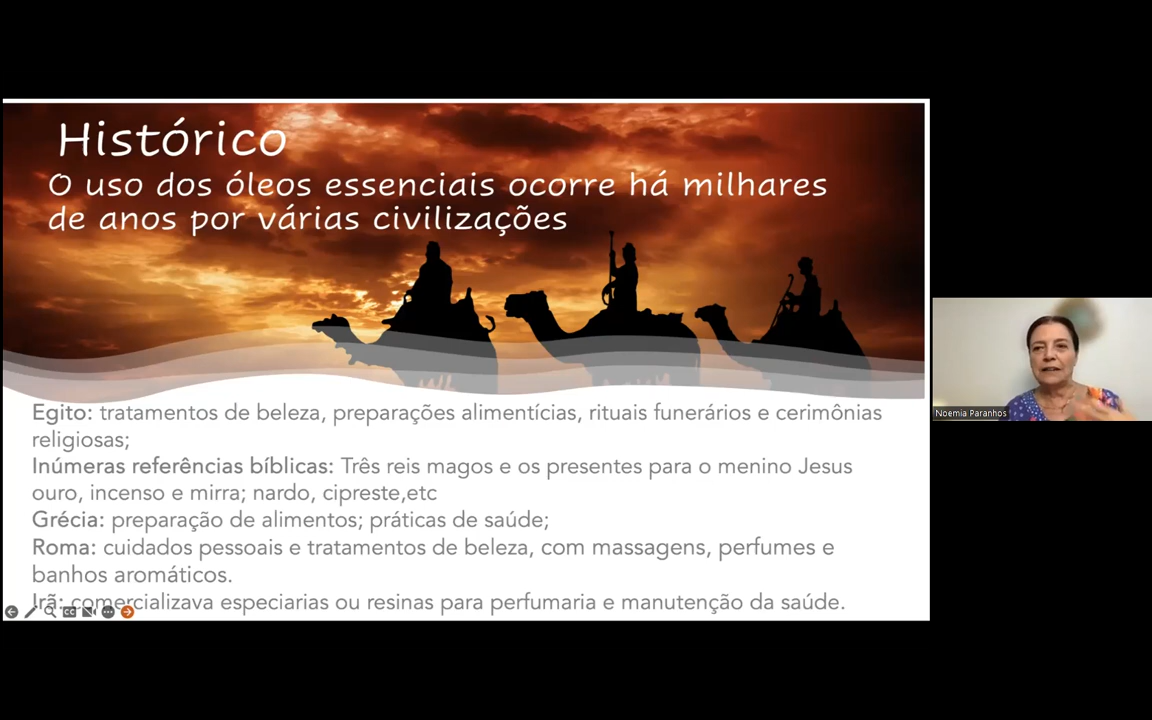 Histórico
O uso dos óleos essenciais ocorre há milhares
de anos por várias civilizações
Egito: tratamentos de beleza, preparações alimentícias, rituais funerários e cerimônias
religiosas;
Inúmeras referências bíblicas: Três reis magos e os presentes para o menino Jesus
ouro, incenso e mirra; nardo, cipreste,etc
Grécia: preparação de alimentos; práticas de saúde;
Roma: cuidados pessoais e tratamentos de beleza, com massagens, perfumes e
banhos aromáticos.
Irã: comercializava especiarias ou resinas para perfumaria e manutenção da saúde.
Noemia Paranhos